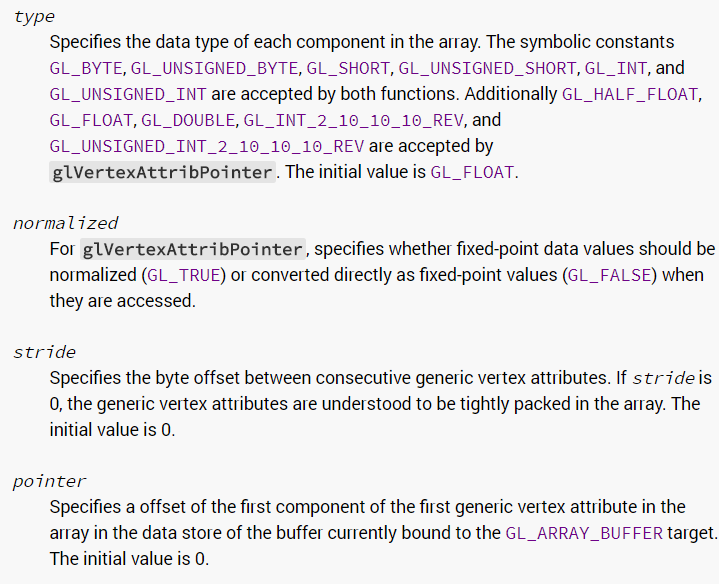 type
Specifies the data type of each component in the array. The symbolic constants
GL_BYTE, GL_UNSIGNED_BYTE, GL_SHORT, GL_UNSIGNED_SHORT, GL_INT, and
GL_UNSIGNED_INT are accepted by both functions. Additionally GL_HALF_FLOAT,
GL_FLOAT, GL_DOUBLE, GL_INT_2_10_10_10_REV, and
GL_UNSIGNED_INT_2_10_10_10_REV are accepted by
glVertexAttribPointer. The initial value is GL_FLOAT.
normalized
For glVertexAttribPointer, specifies whether fixed-point data values should be
normalized (GL_TRUE) or converted directly as fixed-point values (GL_FALSE) when
they are accessed.
stride
Specifies the byte offset between consecutive generic vertex attributes. If stride is
0, the generic vertex attributes are understood to be tightly packed in the array. The
initial value is 0.
pointer
Specifies a offset of the first component of the first generic vertex attribute in the
array in the data store of the buffer currently bound to the GL_ARRAY_BUFFER target.
The initial value is 0.